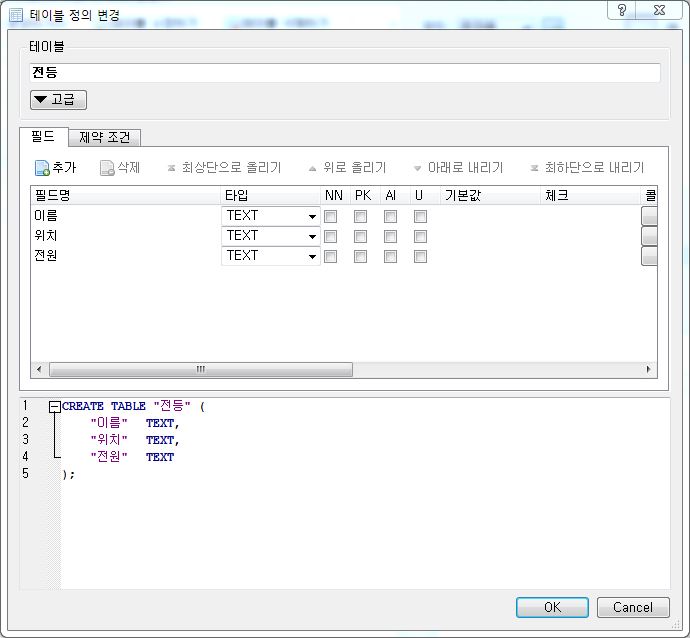 테이블 정의 변경
테이블
전등
고급
필드 제약 조건
추가 삭제 최상단으로 올리기 위로 올리기 아래로 내리기 최하단으로 내리기
필드명 타입 NN PK AI U 기본값 체크 콜
이름 TEXT
위치 TEXT
전원 TEXT
1 CREATE TABLE "전등" (
2 "이름" TEXT,
3 "위치" TEXT,
4 "전원" TEXT
5 );
OK Cancel